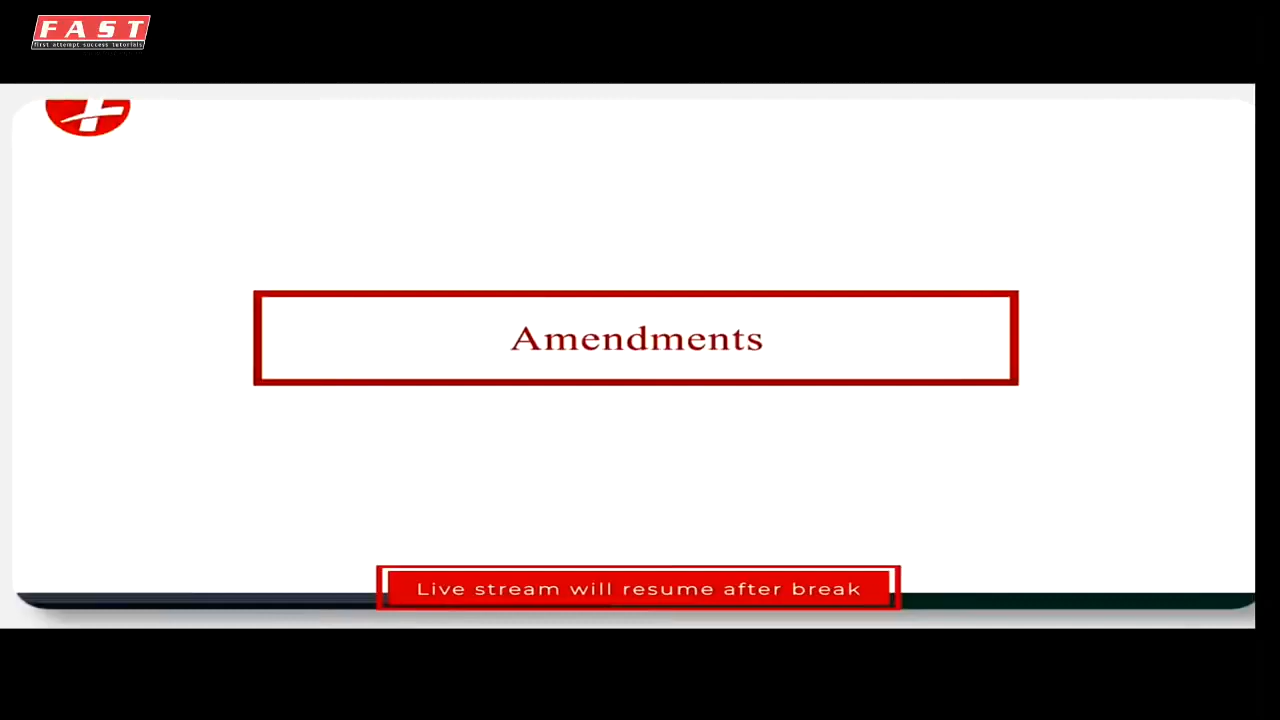 FAST
first attempt success tutorials
Amendments
Live stream will resume after break